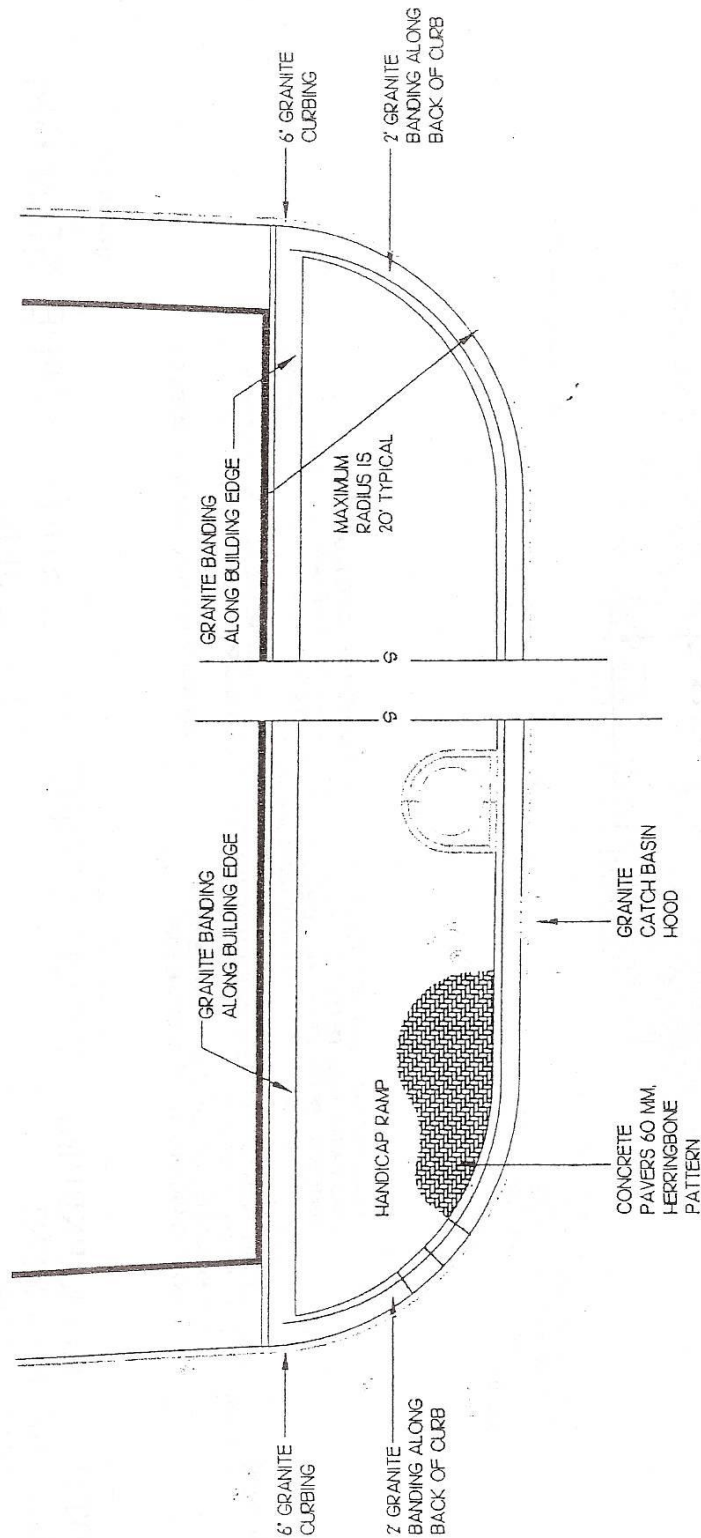 6' GRANITE
CURBING
2' GRANITE
BANDING ALONG
BACK OF CURB
GRANITE BANDING
ALONG BUILDING EDGE
HANDICAP RAMP
CONCRETE
PAVERS 60 MM,
HERRINGBONE
PATTERN
GRANITE
CATCH BASIN
HOOD
S
S
GRANITE BANDING
ALONG BUILDING EDGE
MAXIMUM
RADIUS IS
20' TYPICAL
6' GRANITE
CURBING
2' GRANITE
BANDING ALONG
BACK OF CURB